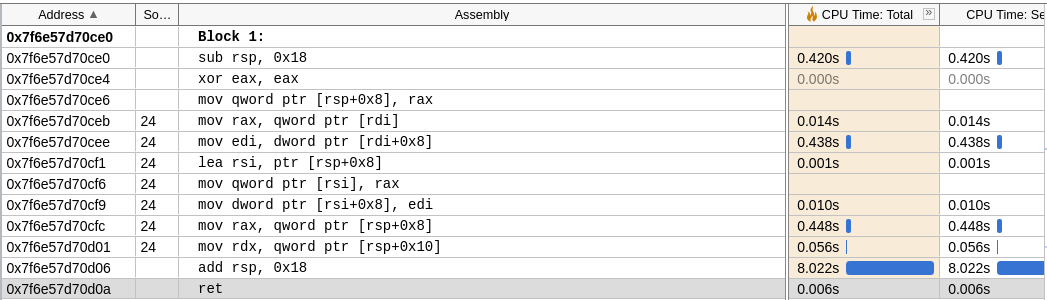 Address ▲ So... Assembly 🔥 CPU Time: Total » CPU Time: Se
0x7f6e57d70ce0 Block 1:
0x7f6e57d70ce0 sub rsp, 0x18 0.420s 0.420s
0x7f6e57d70ce4 xor eax, eax 0.000s 0.000s
0x7f6e57d70ce6 mov qword ptr [rsp+0x8], rax
0x7f6e57d70ceb 24 mov rax, qword ptr [rdi] 0.014s 0.014s
0x7f6e57d70cee 24 mov edi, dword ptr [rdi+0x8] 0.438s 0.438s
0x7f6e57d70cf1 24 lea rsi, ptr [rsp+0x8] 0.001s 0.001s
0x7f6e57d70cf6 24 mov qword ptr [rsi], rax
0x7f6e57d70cf9 24 mov dword ptr [rsi+0x8], edi 0.010s 0.010s
0x7f6e57d70cfc 24 mov rax, qword ptr [rsp+0x8] 0.448s 0.448s
0x7f6e57d70d01 24 mov rdx, qword ptr [rsp+0x10] 0.056s 0.056s
0x7f6e57d70d06 add rsp, 0x18 8.022s 8.022s
0x7f6e57d70d0a ret 0.006s 0.006s